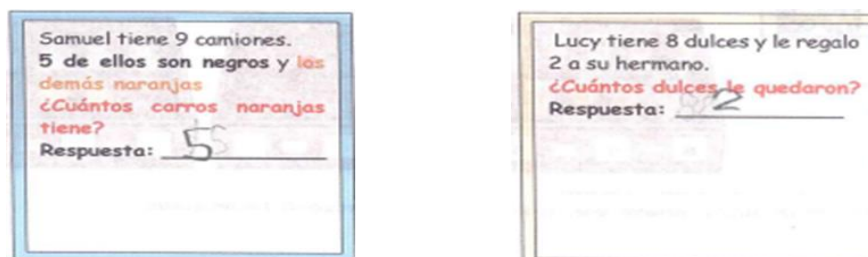 Samuel tiene 9 camiones.
5 de ellos son negros y los
demás naranjas
¿Cuántos carros naranjas
tiene?
Respuesta: 5
Lucy tiene 8 dulces y le regalo
2 a su hermano.
¿Cuántos dulces le quedaron?
Respuesta: 2